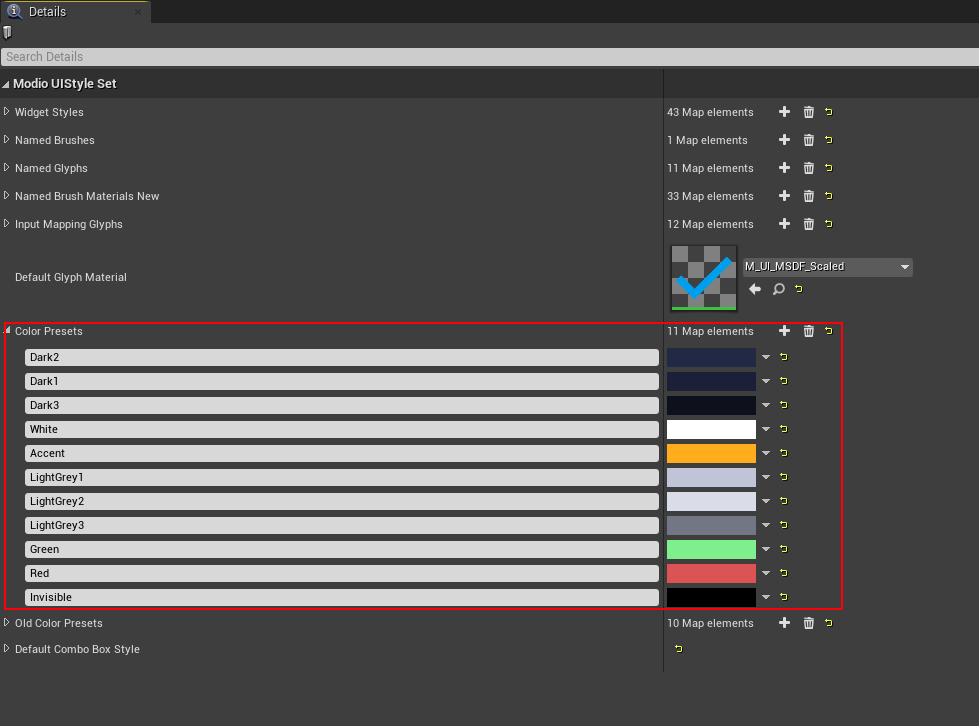 Details
Search Details
Modio UIStyle Set
Widget Styles 43 Map elements
Named Brushes 1 Map elements
Named Glyphs 11 Map elements
Named Brush Materials New 33 Map elements
Input Mapping Glyphs 12 Map elements
Default Glyph Material M_UI_MSDF_Scaled
Color Presets 11 Map elements
Dark2
Dark1
Dark3
White
Accent
LightGrey1
LightGrey2
LightGrey3
Green
Red
Invisible
Old Color Presets 10 Map elements
Default Combo Box Style